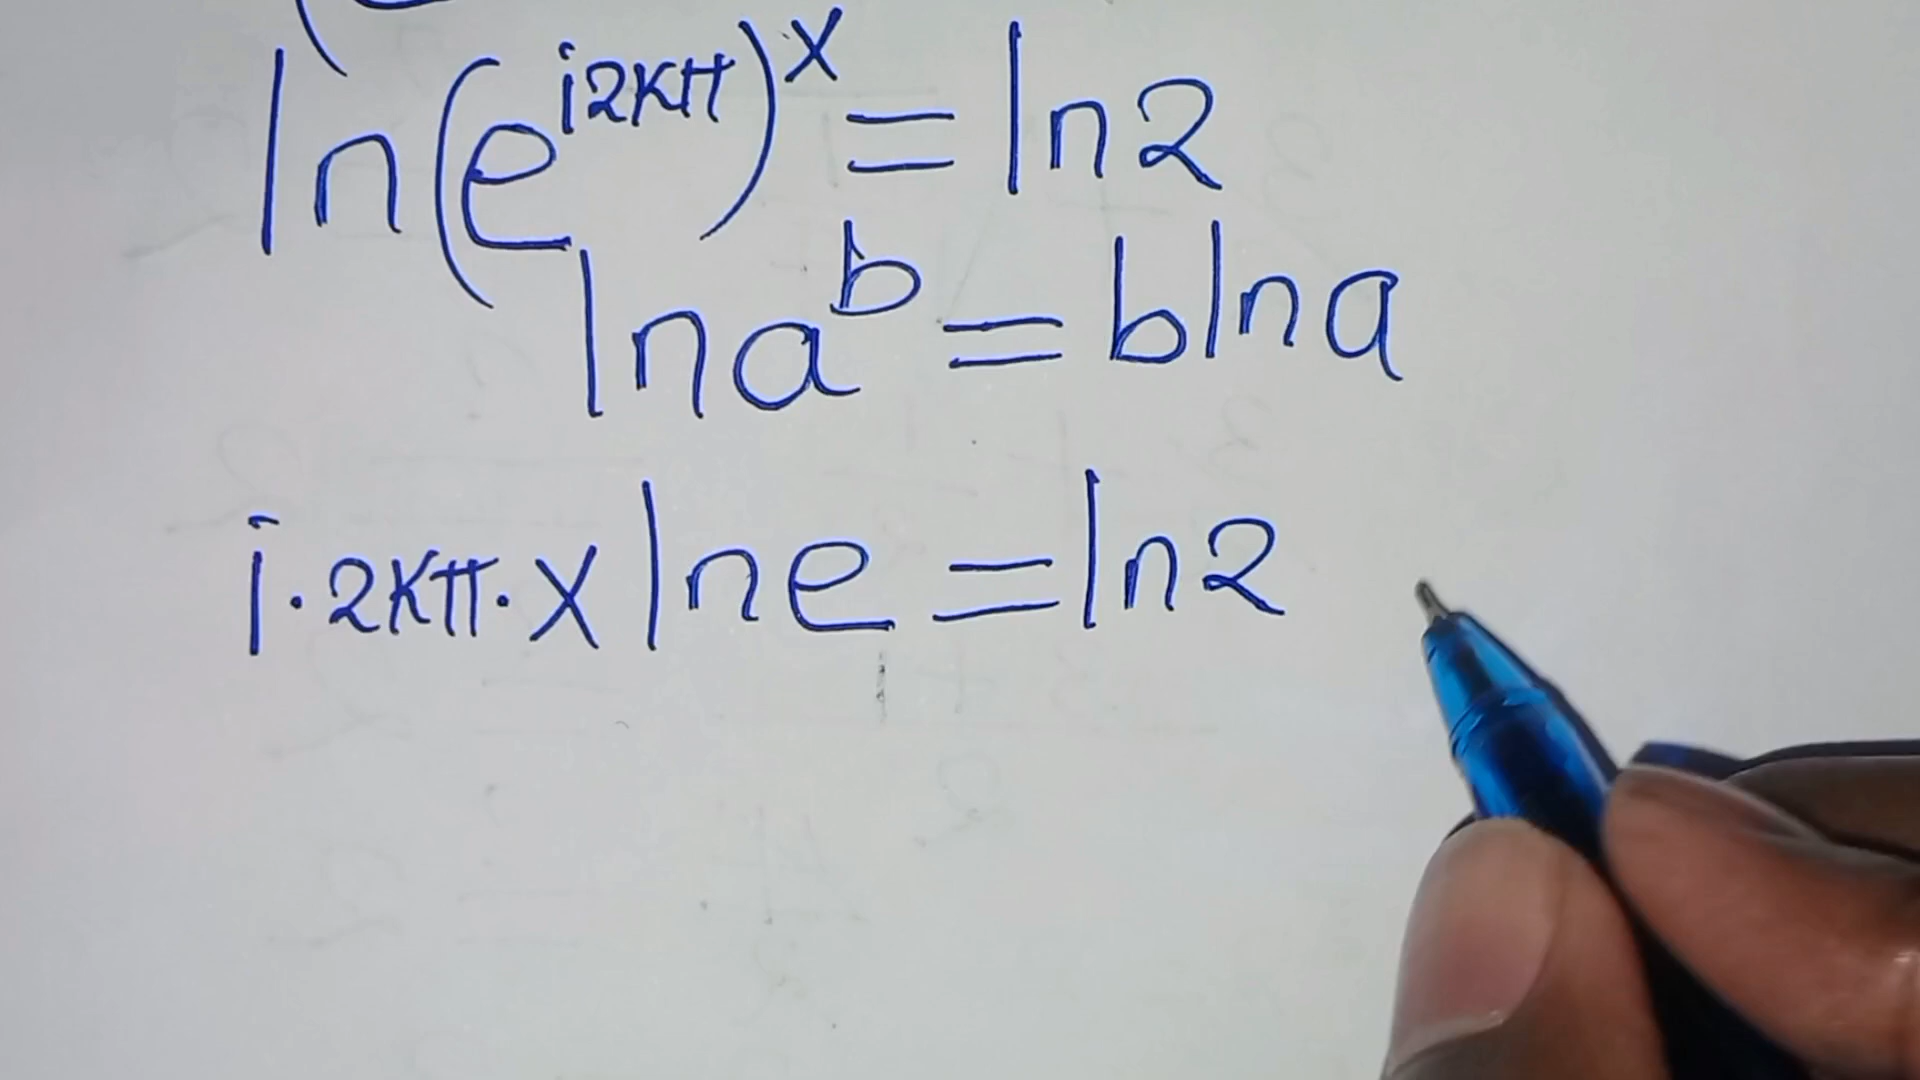 ln(e^{i2kπ})^x = ln2
ln a^b = b ln a
i·2kπ·x ln e = ln2